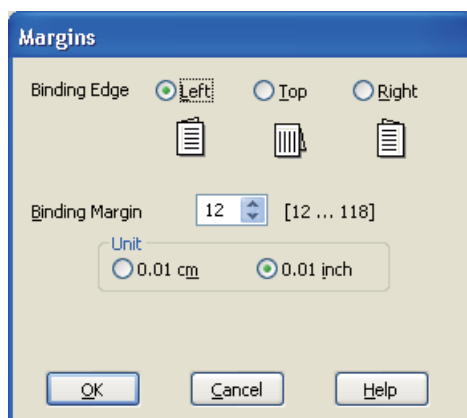 Margins
Binding Edge Left Top Right
Binding Margin 12 [12 ... 118]
Unit
0.01 cm 0.01 inch
OK Cancel Help